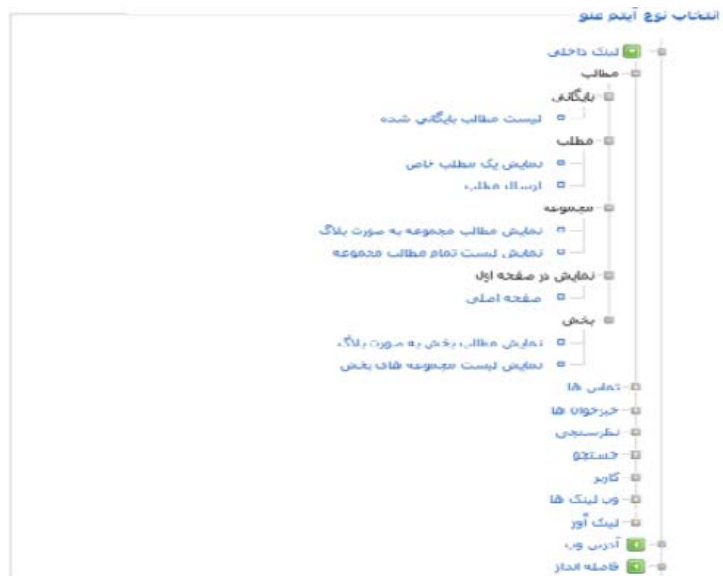 انتخاب نوع آیتم منو
لینک داخلی
مطالب
بایگانی
لیست مطالب بایگانی شده
مطلب
نمایش یک مطلب خاص
ارسال مطلب
مجموعه
نمایش مطالب مجموعه به صورت بلاگ
نمایش لیست تمام مطالب مجموعه
نمایش در صفحه اول
صفحه اصلی
بخش
نمایش مطالب بخش به صورت بلاگ
نمایش لیست مجموعه های بخش
تماس ها
خبرخوان ها
نظرسنجی
جستجو
کاربر
وب لینک ها
لینک آور
آدرس وب
فاصله انداز